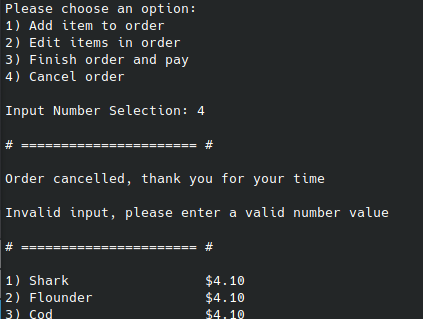 Please choose an option:
1) Add item to order
2) Edit items in order
3) Finish order and pay
4) Cancel order
Input Number Selection: 4
# ====================== #
Order cancelled, thank you for your time
Invalid input, please enter a valid number value
# ====================== #
1) Shark $4.10
2) Flounder $4.10
3) Cod $4.10